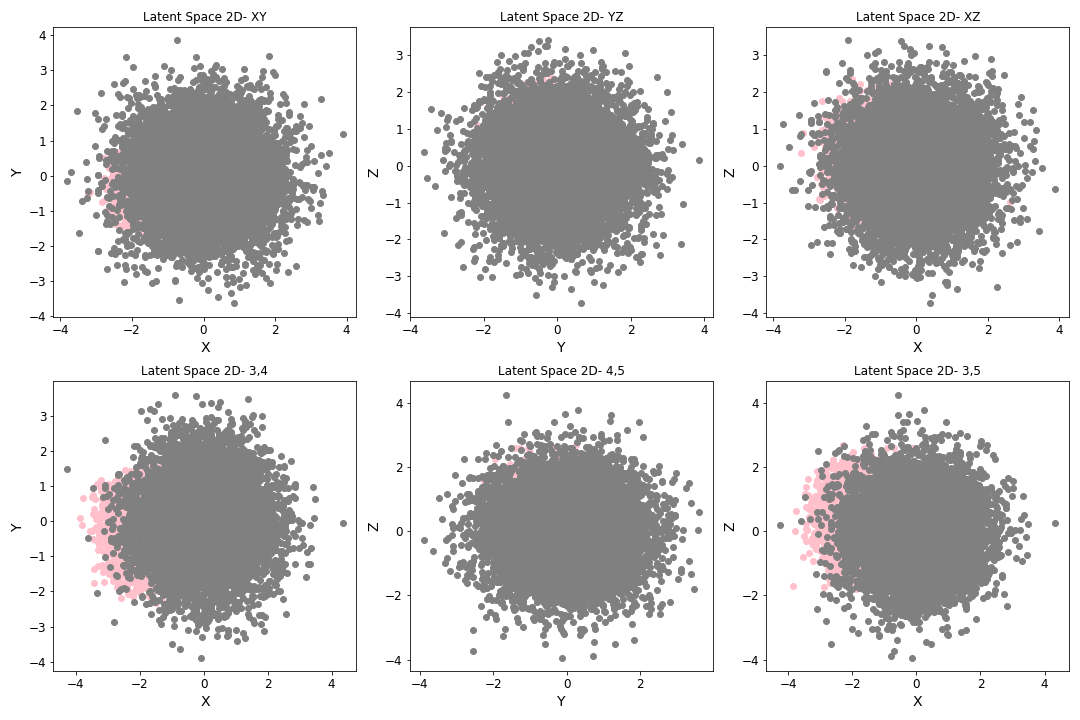 Latent Space 2D- XY
Latent Space 2D- YZ
Latent Space 2D- XZ
4
3
2
1
0
−1
−2
−3
−4
Y
−4 −2 0 2 4
X
3
2
1
0
−1
−2
−3
−4
Z
−4 −2 0 2 4
Y
3
2
1
0
−1
−2
−3
−4
Z
−4 −2 0 2 4
X
Latent Space 2D- 3,4
Latent Space 2D- 4,5
Latent Space 2D- 3,5
3
2
1
0
−1
−2
−3
−4
Y
−4 −2 0 2 4
X
4
2
0
−2
−4
Z
−4 −2 0 2
Y
4
2
0
−2
−4
Z
−4 −2 0 2 4
X